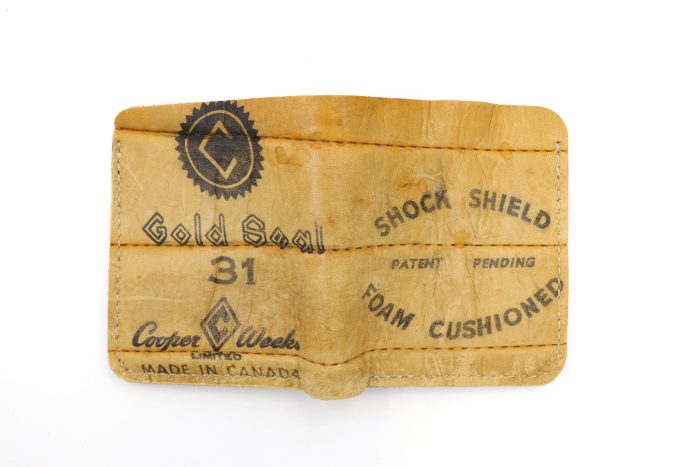 C
Gold Seal
31
Cooper C Weeks
LIMITED
MADE IN CANADA
SHOCK SHIELD
PATENT PENDING
FOAM CUSHIONED